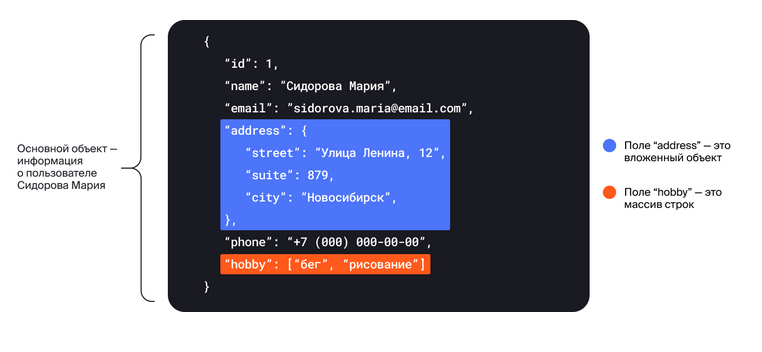 Основной объект —
информация
о пользователе
Сидорова Мария
{
“id”: 1,
“name”: “Сидорова Мария”,
“email”: “sidorova.maria@email.com”,
“address”: {
“street”: “Улица Ленина, 12”,
“suite”: 879,
“city”: “Новосибирск”,
},
“phone”: “+7 (000) 000-00-00”,
“hobby”: [“бег”, “рисование”]
}
Поле “address” — это
вложенный объект
Поле “hobby” — это
массив строк